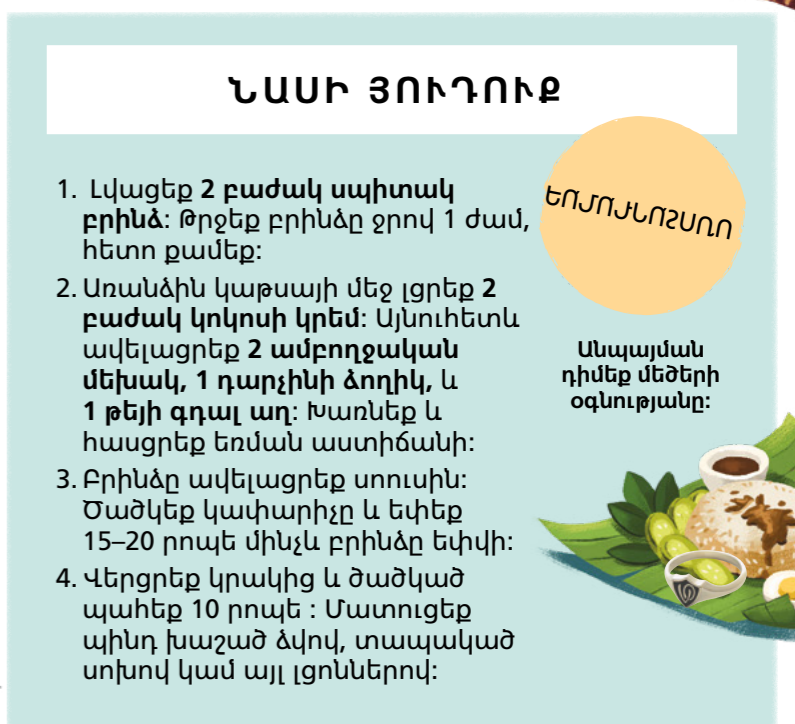 ՆԱՍԻ ՅՈՒԴՈՒՔ
1. Լվացեք 2 բաժակ սպիտակ
բրինձ: Թրջեք բրինձը ջրով 1 ժամ,
հետո քամեք:
2. Առանձին կաթսայի մեջ լցրեք 2
բաժակ կոկոսի կրեմ: Այնուհետև
ավելացրեք 2 ամբողջական
մեխակ, 1 դարչինի ձողիկ, և
1 թեյի գդալ աղ: Խառնեք և
հասցրեք եռման աստիճանի:
3. Բրինձը ավելացրեք սոուսին:
Ծածկեք կափարիչը և եփեք
15–20 րոպե մինչև բրինձը եփվի:
4. Վերցրեք կրակից և ծածկած
պահեք 10 րոպե : Մատուցեք
պինդ խաշած ձվով, տապակած
սոխով կամ այլ լցոններով:
Անպայման
դիմեք մեծերի
օգնությանը: